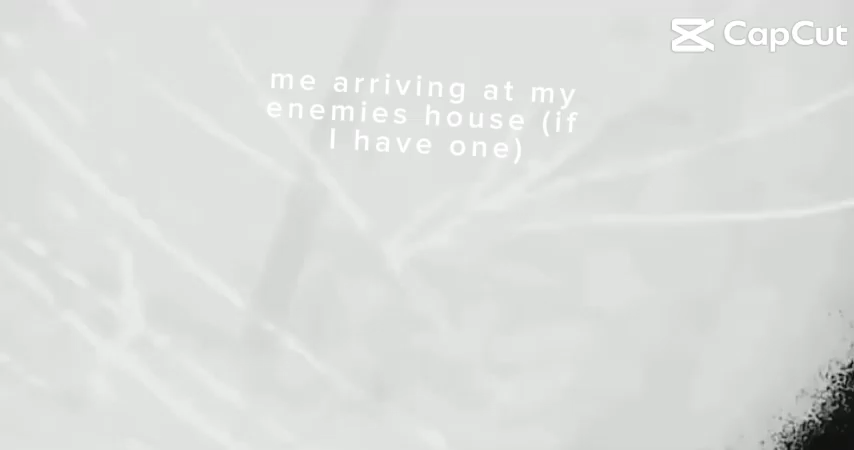 CapCut
me arriving at my
enemies house (if
I have one)